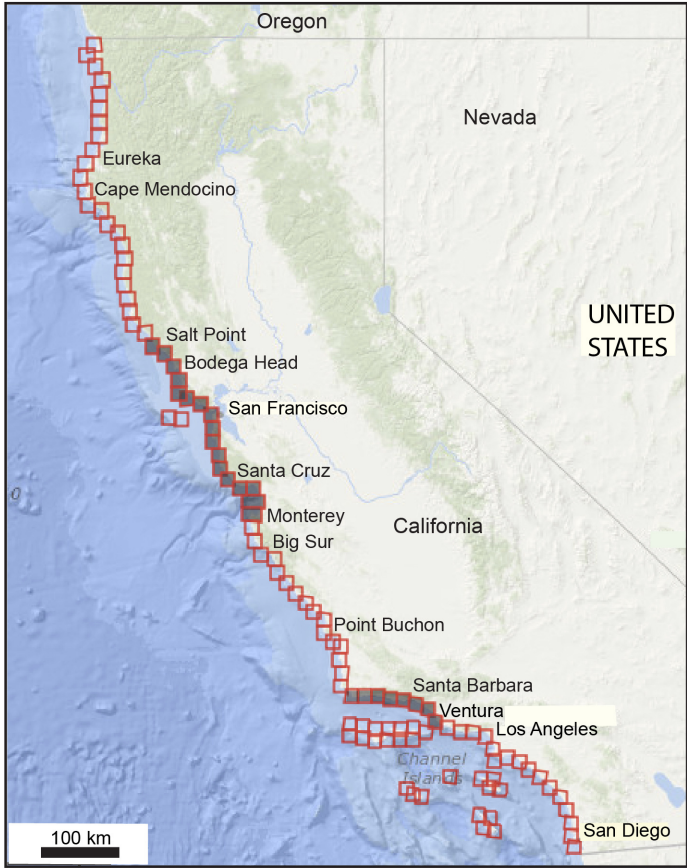 Oregon
Nevada
Eureka
Cape Mendocino
UNITED
STATES
Salt Point
Bodega Head
San Francisco
Santa Cruz
0
Monterey
California
Big Sur
Point Buchon
Santa Barbara
Ventura
Los Angeles
Channel
Islands
San Diego
100 km